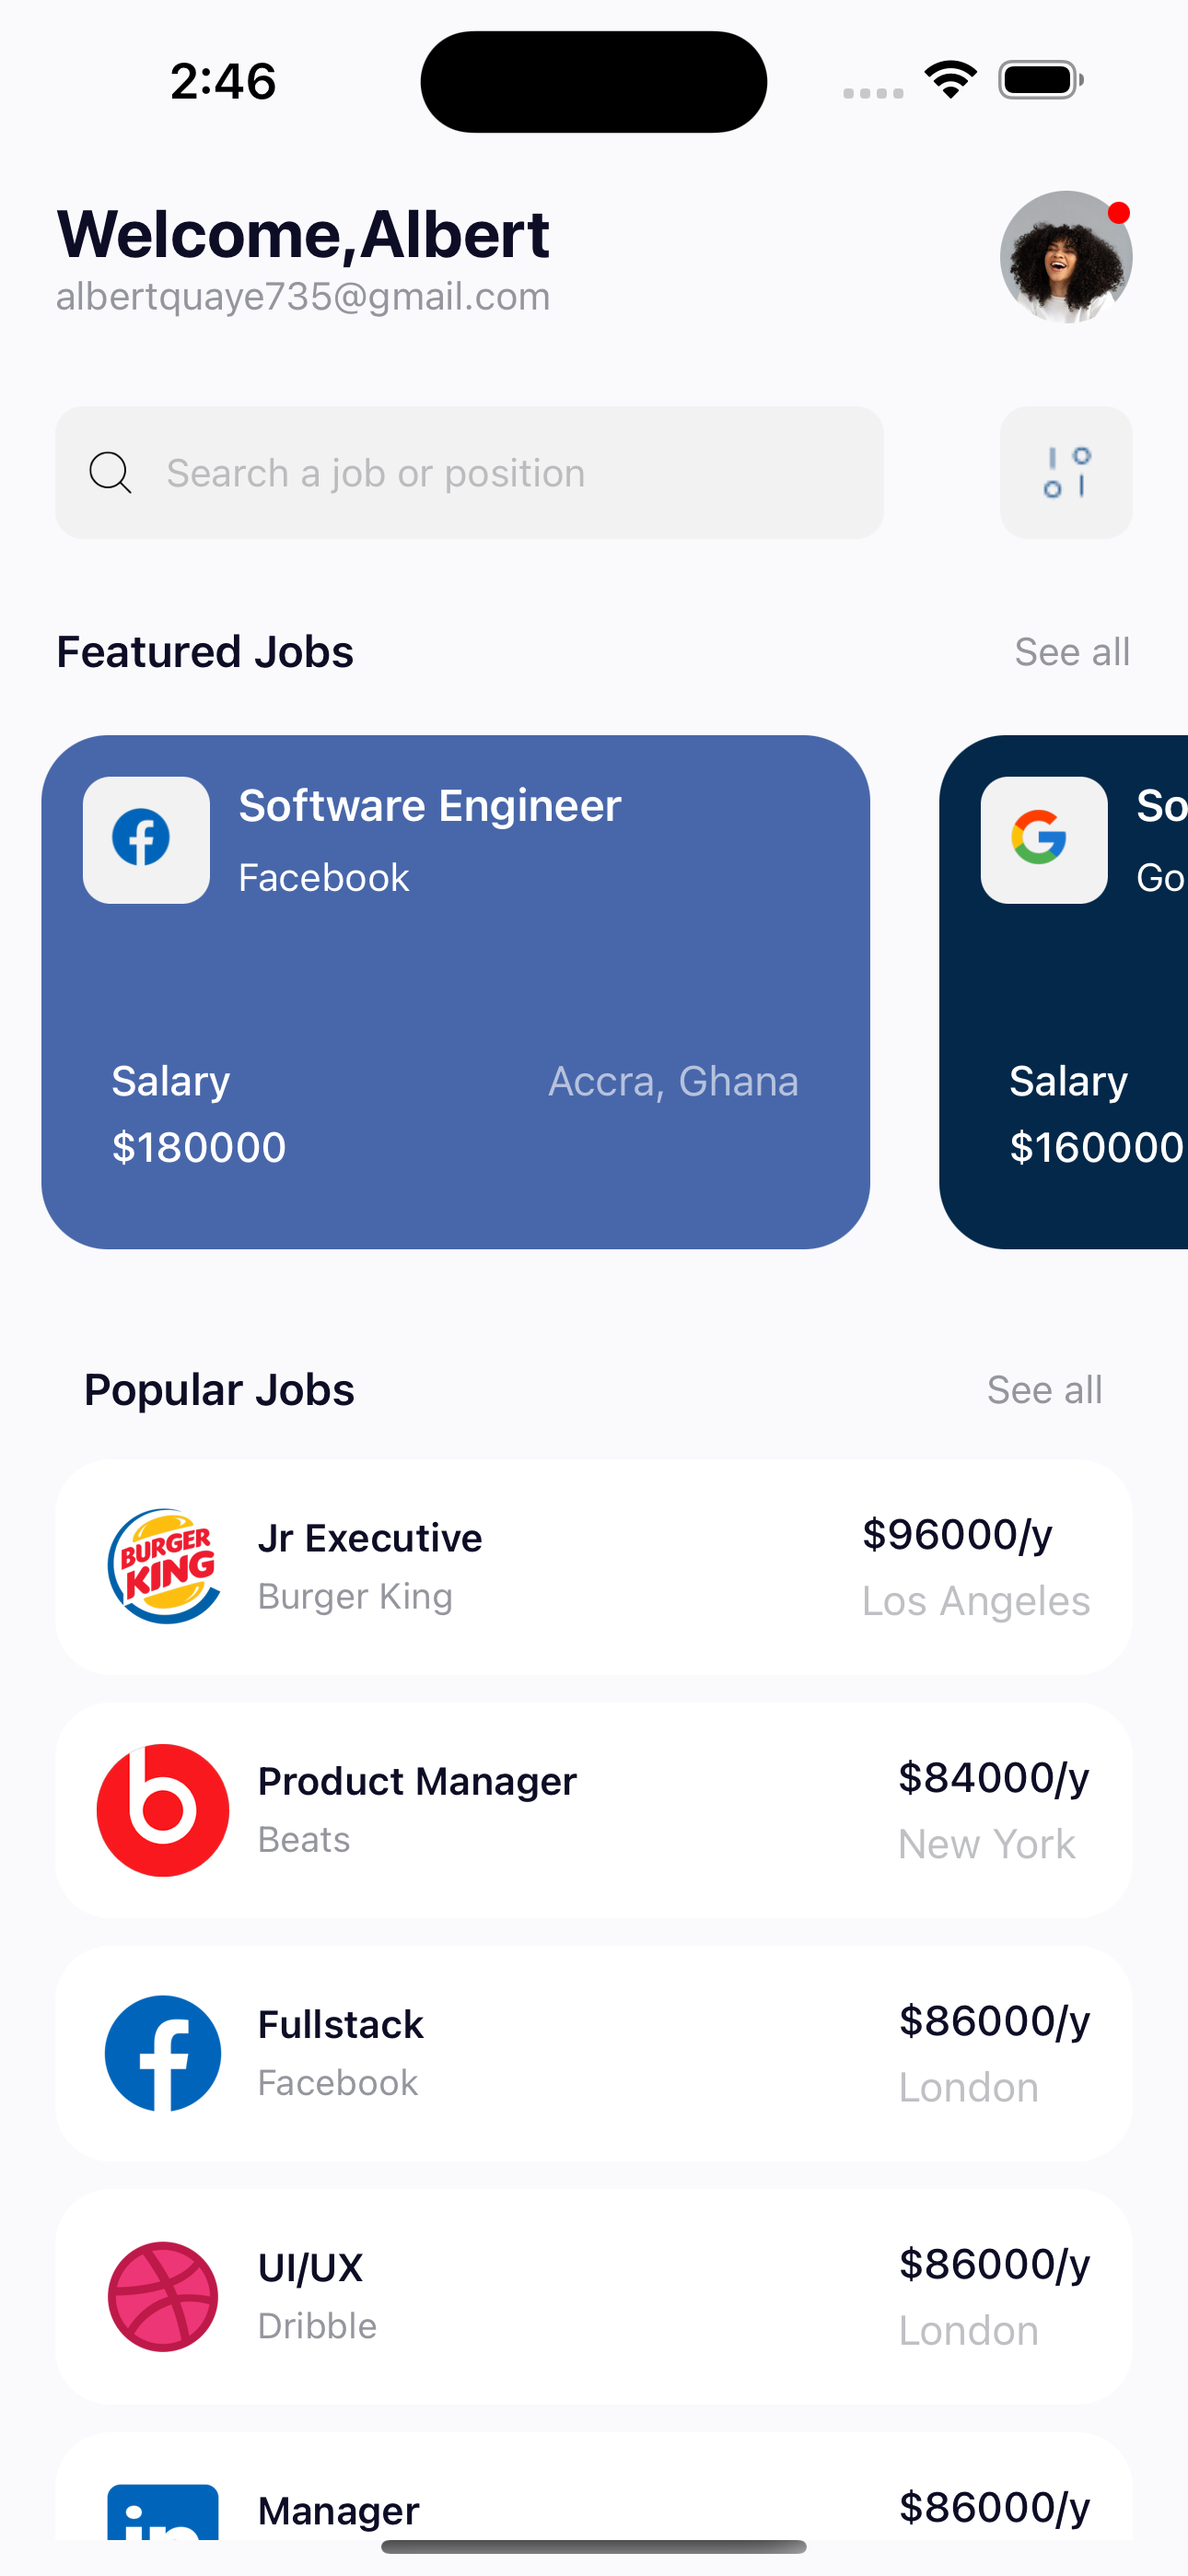 2:46
Welcome,Albert
albertquaye735@gmail.com
Search a job or position
Featured Jobs
See all
Software Engineer
Facebook
Salary
Accra, Ghana
$180000
So
Go
Salary
$160000
Popular Jobs
See all
BURGER
KING
Jr Executive
$96000/y
Burger King
Los Angeles
Product Manager
$84000/y
Beats
New York
Fullstack
$86000/y
Facebook
London
UI/UX
$86000/y
Dribble
London
in
Manager
$86000/y